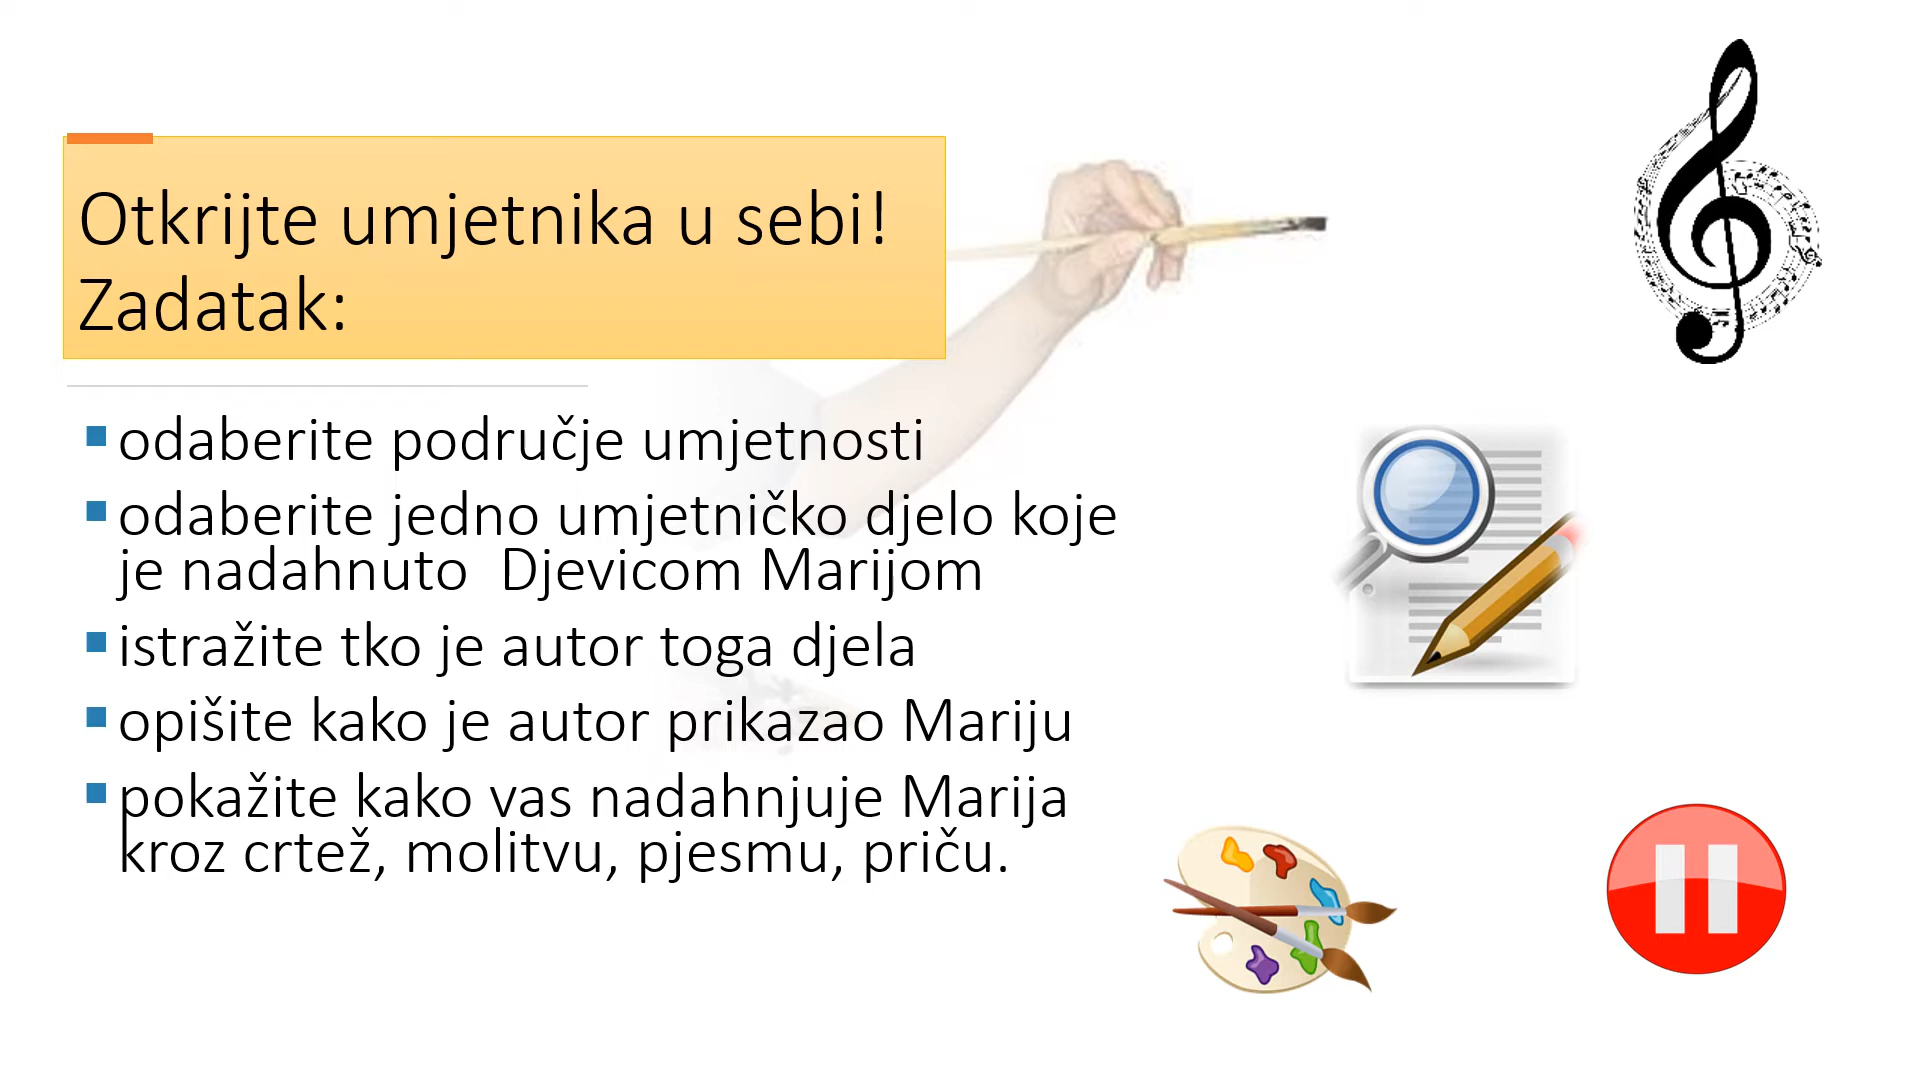 Otkrijte umjetnika u sebi!
Zadatak:
odaberite područje umjetnosti
odaberite jedno umjetničko djelo koje
je nadahnuto  Djevicom Marijom
istražite tko je autor toga djela
opišite kako je autor prikazao Mariju
pokažite kako vas nadahnjuje Marija
kroz crtež, molitvu, pjesmu, priču.